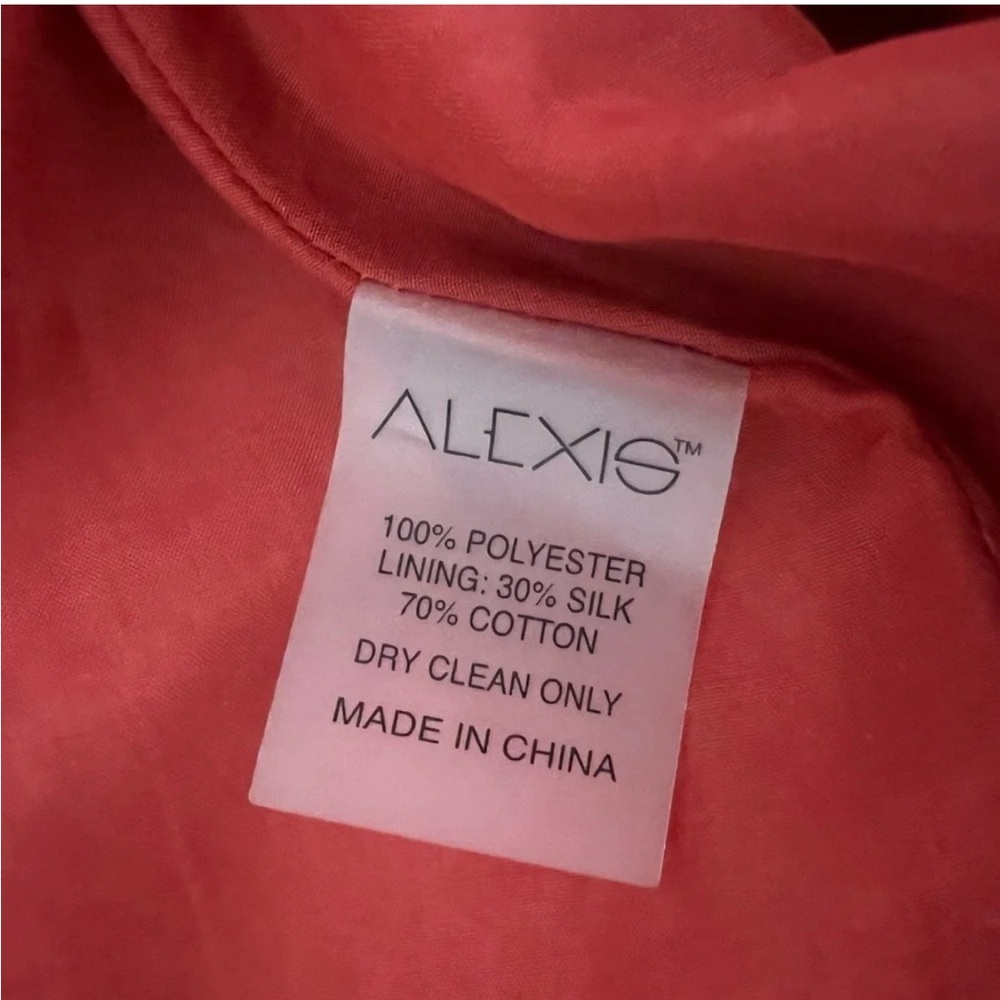 ALEXIS™
100% POLYESTER
LINING: 30% SILK
70% COTTON
DRY CLEAN ONLY
MADE IN CHINA